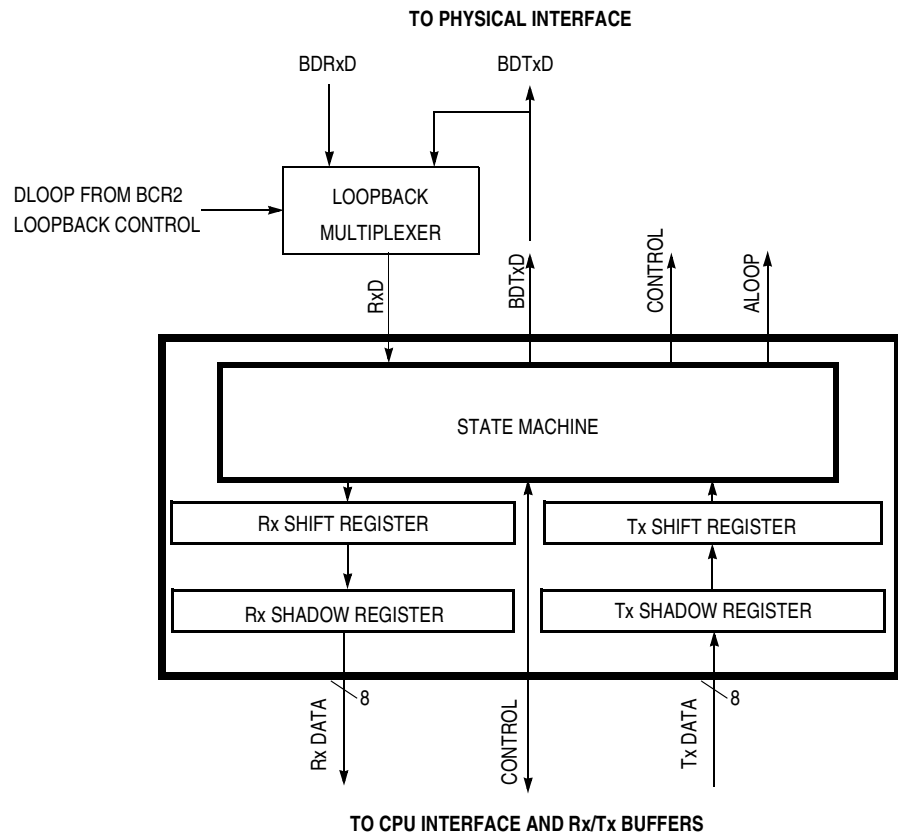 TO PHYSICAL INTERFACE
BDRxD
BDTxD
DLOOP FROM BCR2
LOOPBACK CONTROL
LOOPBACK
MULTIPLEXER
RxD
BDTxD
CONTROL
ALOOP
STATE MACHINE
Rx SHIFT REGISTER
Tx SHIFT REGISTER
Rx SHADOW REGISTER
Tx SHADOW REGISTER
8
8
Rx DATA
CONTROL
Tx DATA
TO CPU INTERFACE AND Rx/Tx BUFFERS